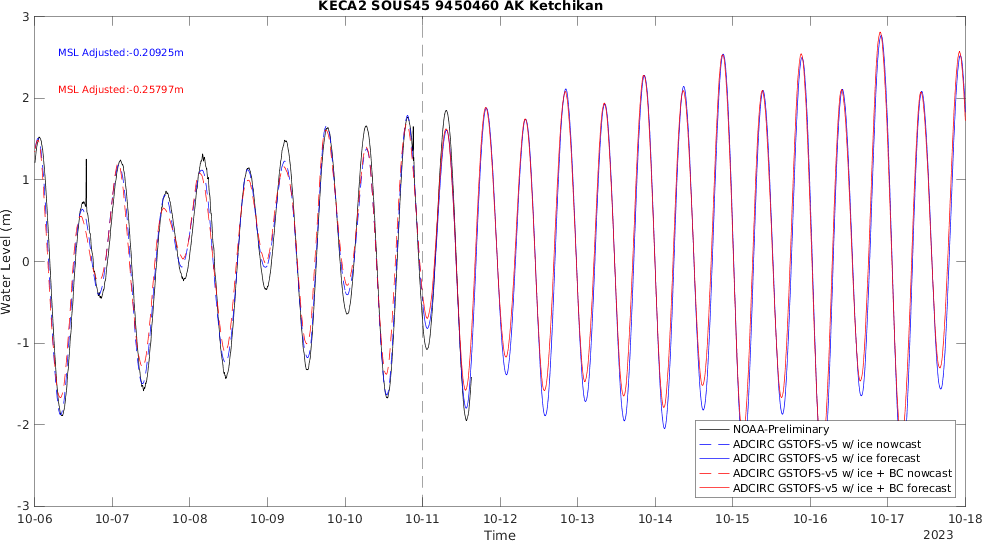 KECA2 SOUS45 9450460 AK Ketchikan
3
MSL Adjusted:-0.20925m
MSL Adjusted:-0.25797m
2
1
0
-1
-2
-3
Water Level (m)
NOAA-Preliminary
ADCIRC GSTOFS-v5 w/ ice nowcast
ADCIRC GSTOFS-v5 w/ ice forecast
ADCIRC GSTOFS-v5 w/ ice + BC nowcast
ADCIRC GSTOFS-v5 w/ ice + BC forecast
10-06 10-07 10-08 10-09 10-10 10-11 10-12 10-13 10-14 10-15 10-16 10-17 10-18
Time
2023